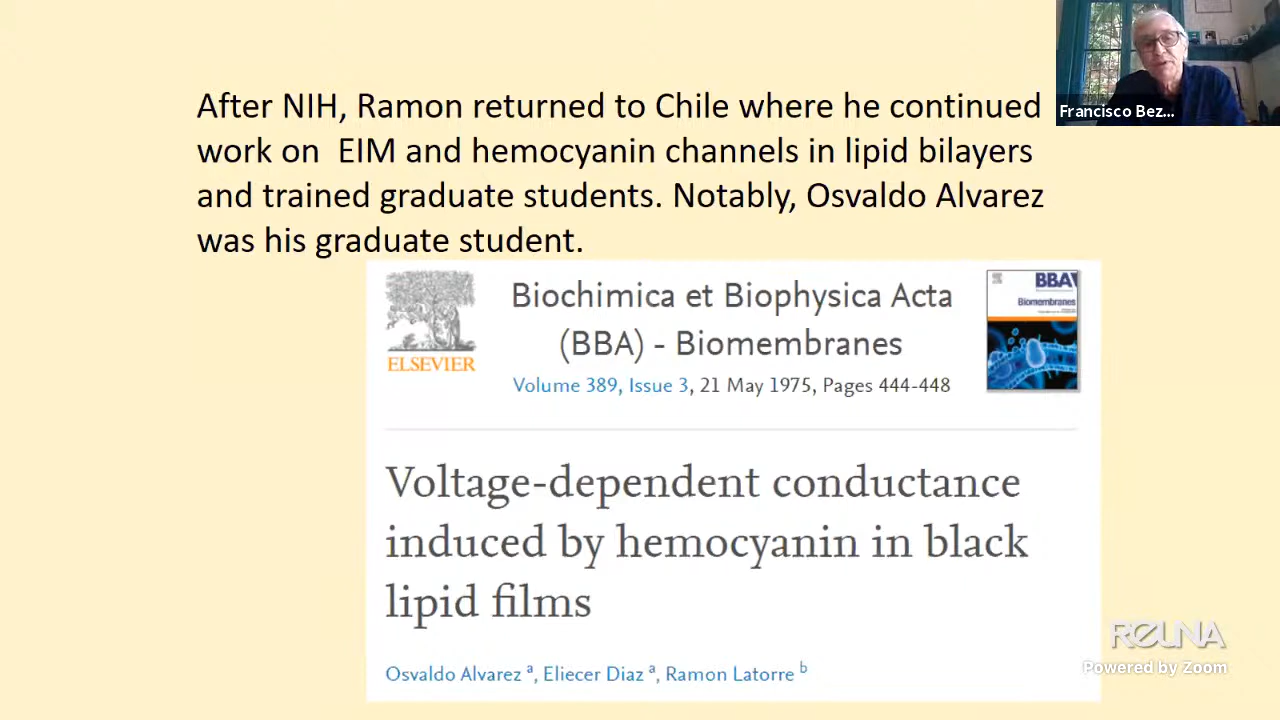 After NIH, Ramon returned to Chile where he continued
work on EIM and hemocyanin channels in lipid bilayers
and trained graduate students. Notably, Osvaldo Alvarez
was his graduate student.
Francisco Bez...
ELSEVIER
Biochimica et Biophysica Acta
(BBA) - Biomembranes
Volume 389, Issue 3, 21 May 1975, Pages 444-448
BBA
Biomembranes
Voltage-dependent conductance
induced by hemocyanin in black
lipid films
Osvaldo Alvarez a, Eliecer Diaz a, Ramon Latorre b
REUNA
Powered by Zoom